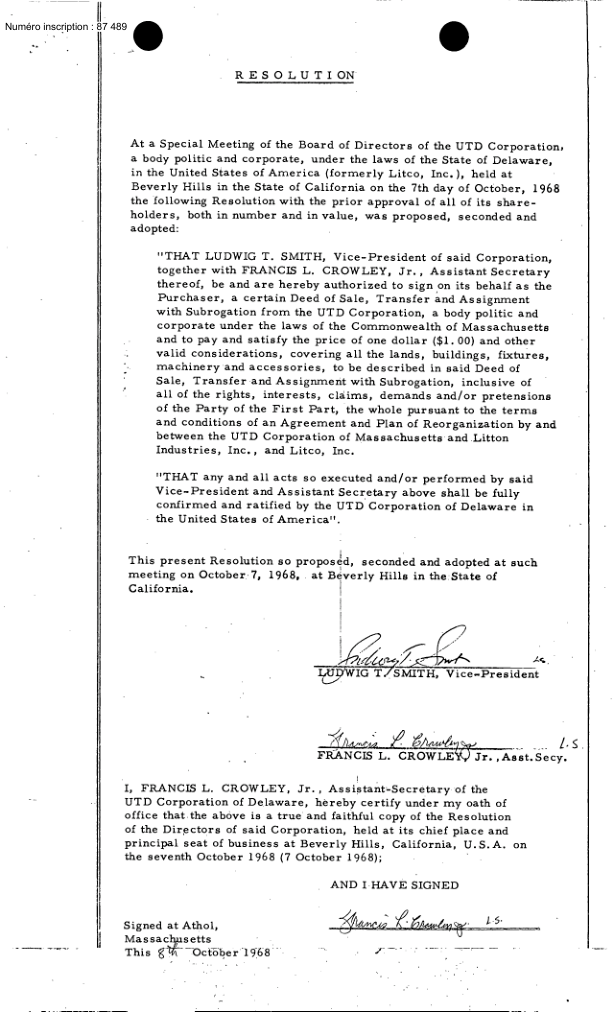 Numéro inscription : 87 489
RESOLUTION
At a Special Meeting of the Board of Directors of the UTD Corporation,
a body politic and corporate, under the laws of the State of Delaware,
in the United States of America (formerly Litco, Inc.), held at
Beverly Hills in the State of California on the 7th day of October, 1968
the following Resolution with the prior approval of all of its share-
holders, both in number and in value, was proposed, seconded and
adopted:
"THAT LUDWIG T. SMITH, Vice-President of said Corporation,
together with FRANCIS L. CROWLEY, Jr., Assistant Secretary
thereof, be and are hereby authorized to sign on its behalf as the
Purchaser, a certain Deed of Sale, Transfer and Assignment
with Subrogation from the UTD Corporation, a body politic and
corporate under the laws of the Commonwealth of Massachusetts
and to pay and satisfy the price of one dollar ($1.00) and other
valid considerations, covering all the lands, buildings, fixtures,
machinery and accessories, to be described in said Deed of
Sale, Transfer and Assignment with Subrogation, inclusive of
all of the rights, interests, claims, demands and/or pretensions
of the Party of the First Part, the whole pursuant to the terms
and conditions of an Agreement and Plan of Reorganization by and
between the UTD Corporation of Massachusetts and Litton
Industries, Inc., and Litco, Inc.
"THAT any and all acts so executed and/or performed by said
Vice-President and Assistant Secretary above shall be fully
confirmed and ratified by the UTD Corporation of Delaware in
the United States of America".
This present Resolution so proposed, seconded and adopted at such
meeting on October 7, 1968, at Beverly Hills in the State of
California.
Ludwig T. Smith L.S.
LUDWIG T. SMITH, Vice-President
Francis L. Crowley Jr. L.S.
FRANCIS L. CROWLEY, Jr., Asst. Secy.
I, FRANCIS L. CROWLEY, Jr., Assistant-Secretary of the
UTD Corporation of Delaware, hereby certify under my oath of
office that the above is a true and faithful copy of the Resolution
of the Directors of said Corporation, held at its chief place and
principal seat of business at Beverly Hills, California, U.S.A. on
the seventh October 1968 (7 October 1968);
AND I HAVE SIGNED
Francis L. Crowley Jr. L.S.
Signed at Athol,
Massachusetts
This 8th October 1968